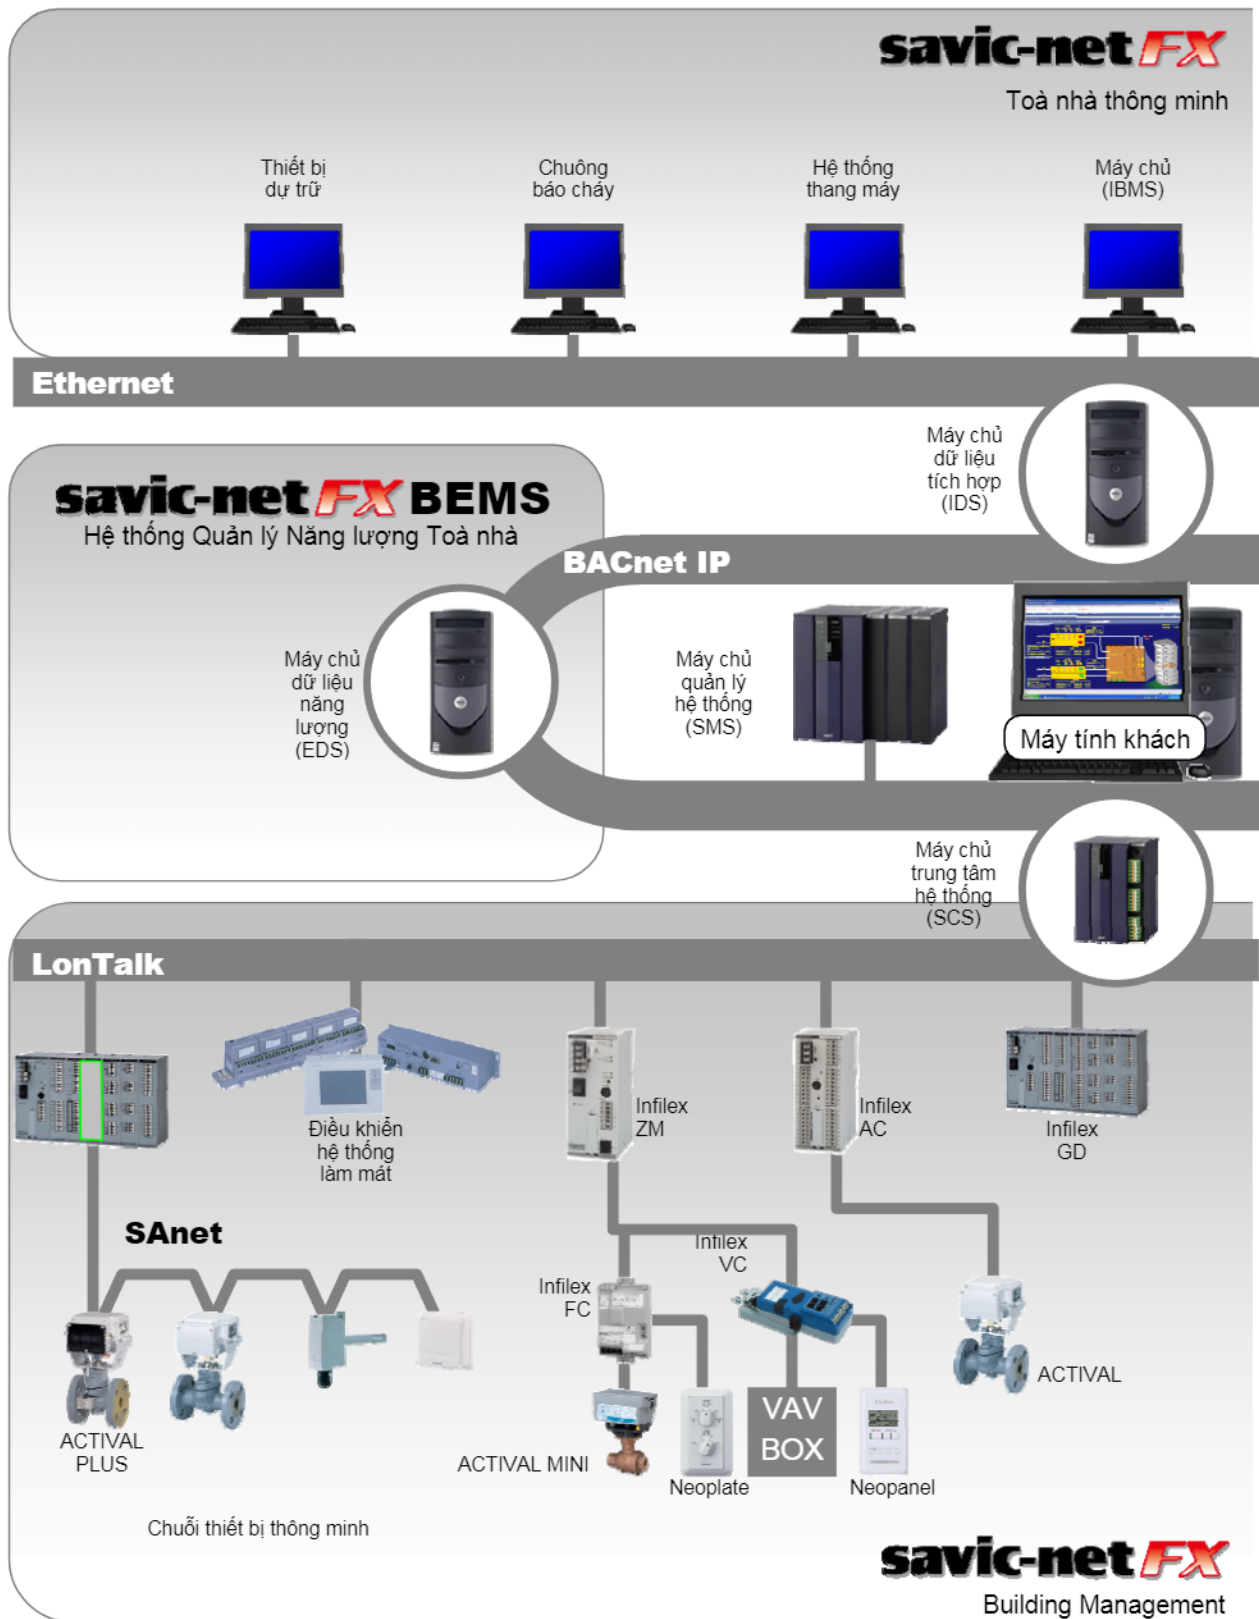 savic-net FX
Toà nhà thông minh
Thiết bị
dự trữ
Chuông
báo cháy
Hệ thống
thang máy
Máy chủ
(IBMS)
Ethernet
Máy chủ
dữ liệu
tích hợp
(IDS)
savic-net FX BEMS
Hệ thống Quản lý Năng lượng Toà nhà
BACnet IP
Máy chủ
dữ liệu
năng
lượng
(EDS)
Máy chủ
quản lý
hệ thống
(SMS)
Máy tính khách
Máy chủ
trung tâm
hệ thống
(SCS)
LonTalk
Điều khiển
hệ thống
làm mát
Infilex
ZM
Infilex
AC
Infilex
GD
SAnet
Infilex
VC
Infilex
FC
ACTIVAL
PLUS
ACTIVAL MINI
Neoplate
VAV
BOX
Neopanel
ACTIVAL
Chuỗi thiết bị thông minh
savic-net FX
Building Management